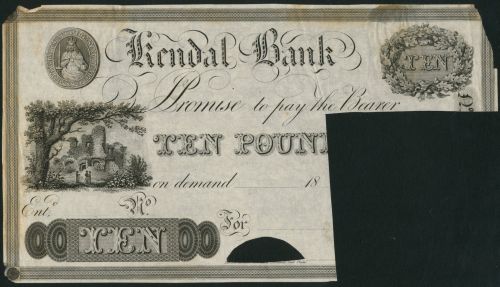 Kendal Bank
TEN
I Promise to pay the Bearer
TEN POUN
on demand 18
Ent.d No.
For
TEN